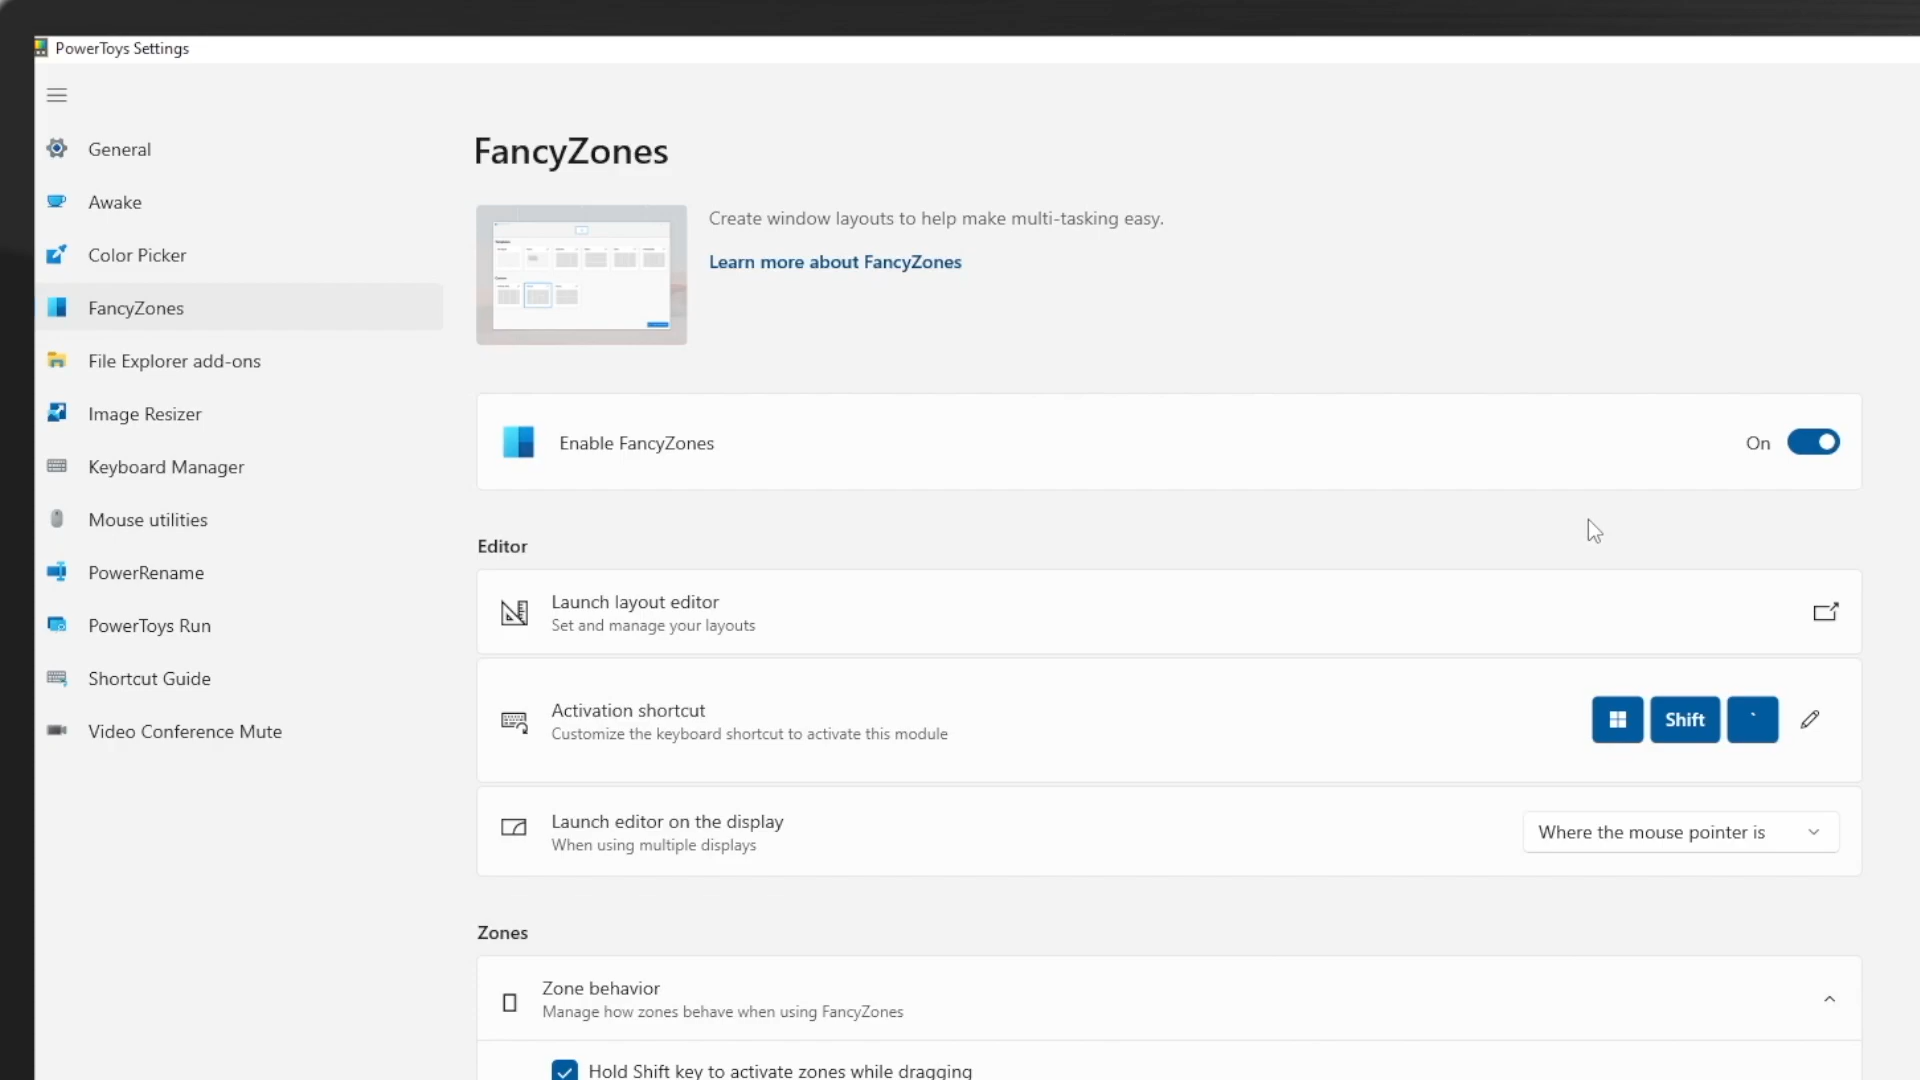 PowerToys Settings
General
Awake
Color Picker
FancyZones
File Explorer add-ons
Image Resizer
Keyboard Manager
Mouse utilities
PowerRename
PowerToys Run
Shortcut Guide
Video Conference Mute
FancyZones
Create window layouts to help make multi-tasking easy.
Learn more about FancyZones
Enable FancyZones
On
Editor
Launch layout editor
Set and manage your layouts
Activation shortcut
Customize the keyboard shortcut to activate this module
Shift `
Launch editor on the display
When using multiple displays
Where the mouse pointer is
Zones
Zone behavior
Manage how zones behave when using FancyZones
Hold Shift key to activate zones while dragging